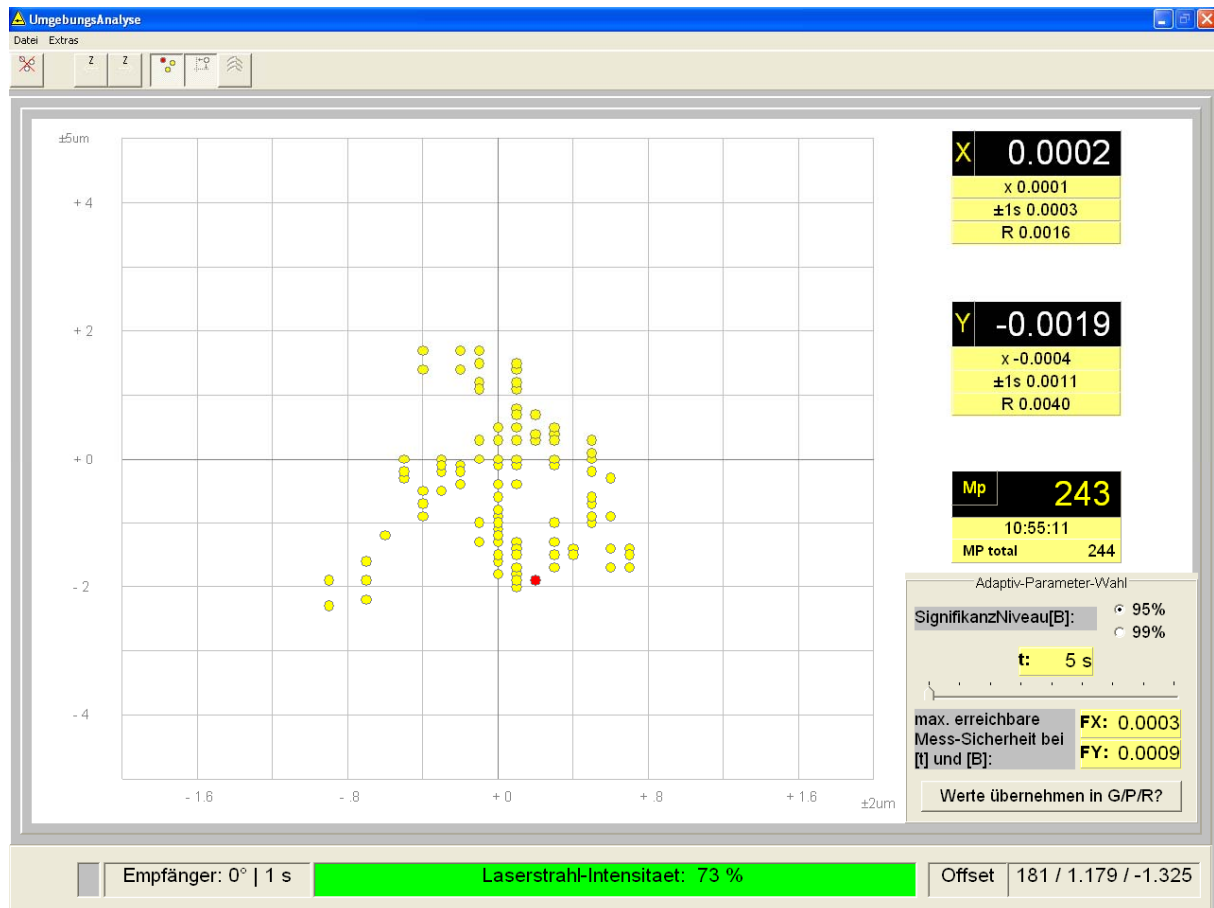 UmgebungsAnalyse
Datei Extras
Z Z
±5um
+ 4
+ 2
+ 0
- 2
- 4
- 1.6 - .8 + 0 + .8 + 1.6 ±2um
X 0.0002
x 0.0001
±1s 0.0003
R 0.0016
Y -0.0019
x -0.0004
±1s 0.0011
R 0.0040
Mp 243
10:55:11
MP total 244
Adaptiv-Parameter-Wahl
SignifikanzNiveau[B]:
95%
99%
t: 5 s
max. erreichbare
Mess-Sicherheit bei
[t] und [B]:
FX: 0.0003
FY: 0.0009
Werte übernehmen in G/P/R?
Empfänger: 0° | 1 s
Laserstrahl-Intensitaet: 73 %
Offset 181 / 1.179 / -1.325